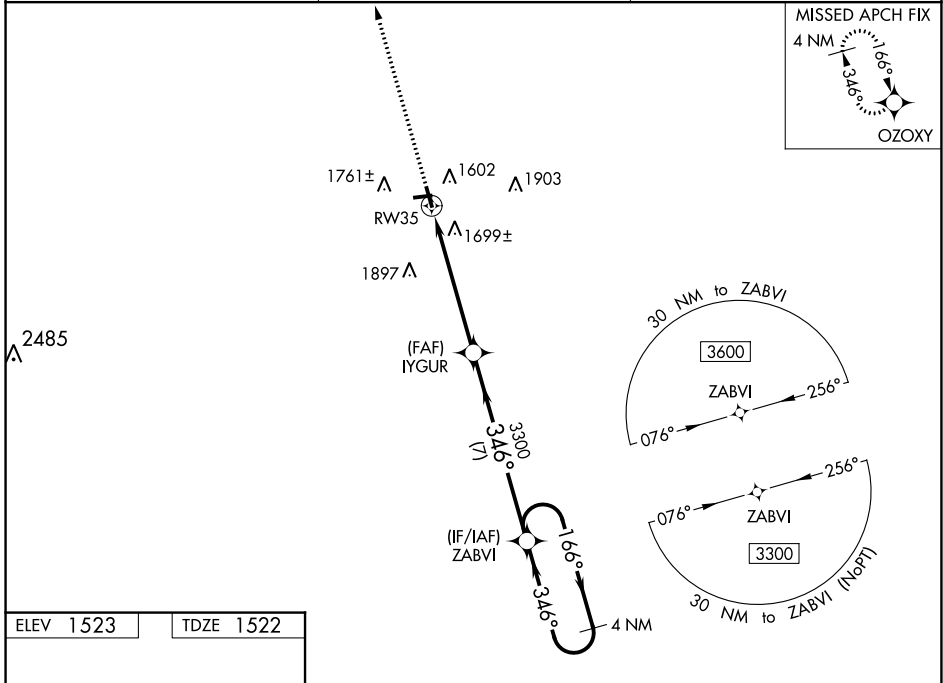 MISSED APCH FIX
4 NM
166°
346°
OZOXY
1761±
1602
1903
RW35
1699±
1897
2485
(FAF)
IYGUR
3300
346°
(7)
(IF/IAF)
ZABVI
166°
346°
4 NM
30 NM to ZABVI
3600
ZABVI
256°
076°
256°
076°
ZABVI
3300
30 NM to ZABVI (NoPT)
ELEV 1523
TDZE 1522